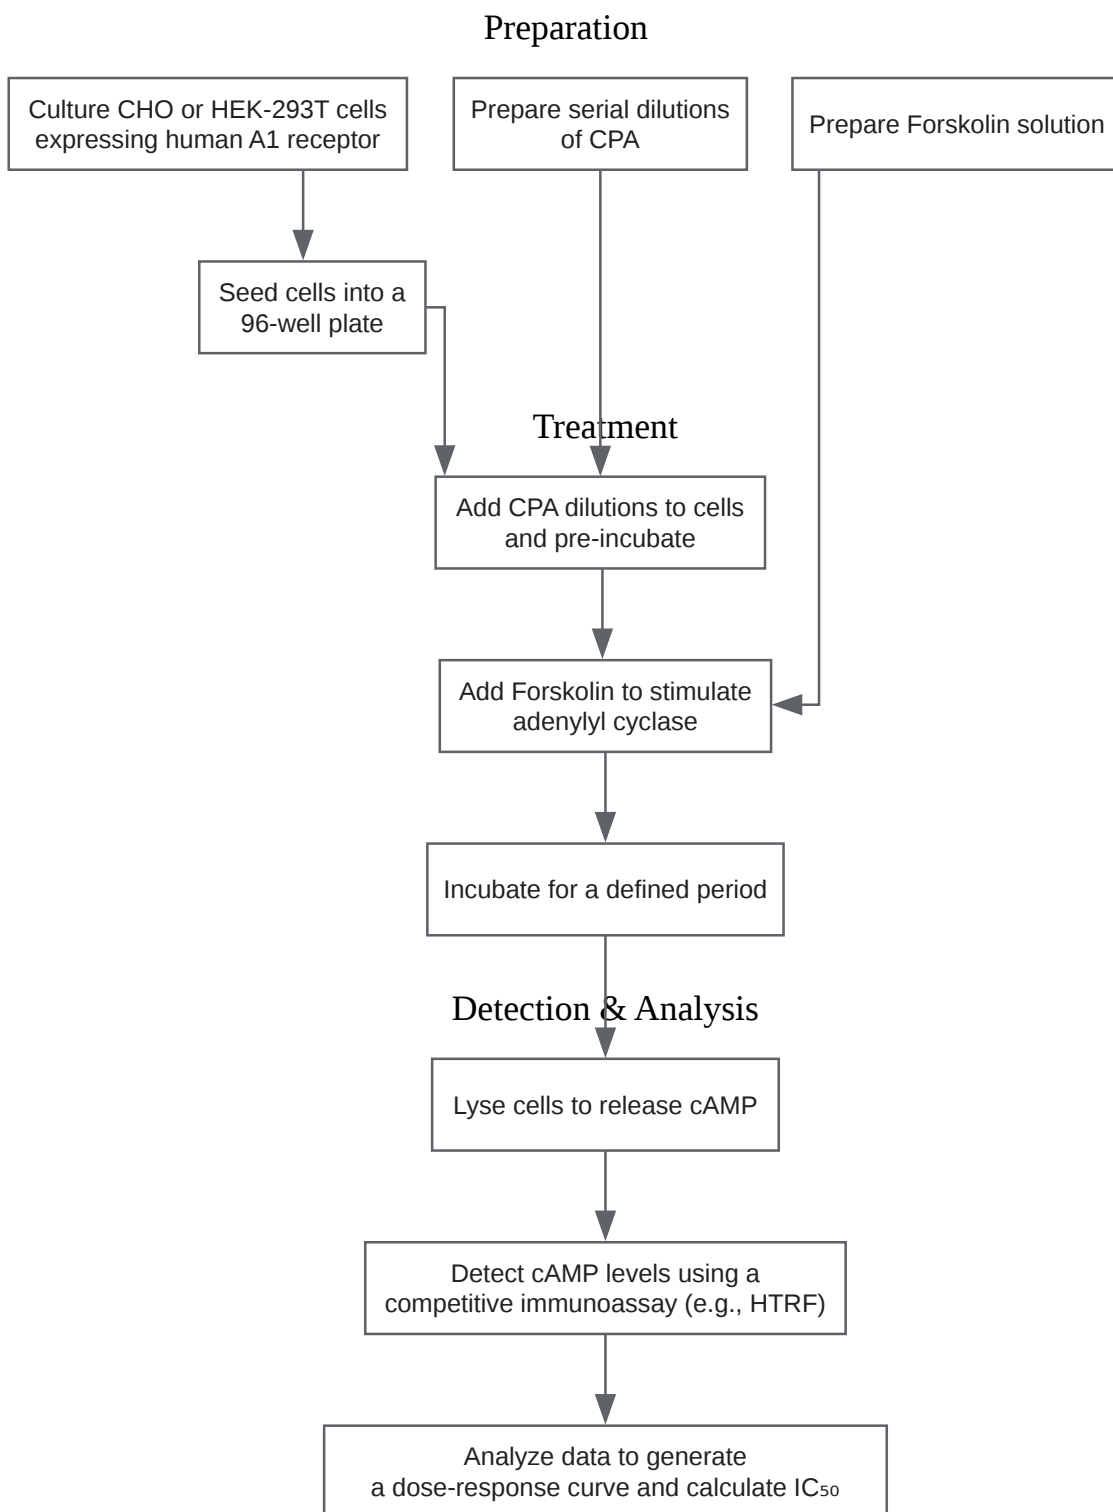 Preparation
Culture CHO or HEK-293T cells
expressing human A1 receptor
Prepare serial dilutions
of CPA
Prepare Forskolin solution
Seed cells into a
96-well plate
Treatment
Add CPA dilutions to cells
and pre-incubate
Add Forskolin to stimulate
adenylyl cyclase
Incubate for a defined period
Detection & Analysis
Lyse cells to release cAMP
Detect cAMP levels using a
competitive immunoassay (e.g., HTRF)
Analyze data to generate
a dose-response curve and calculate IC₅₀